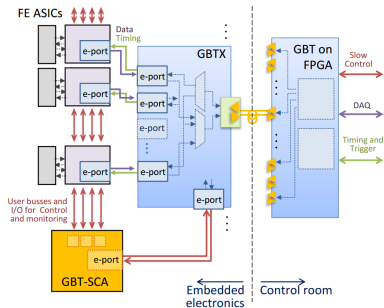 FE ASICs
Data
Timing
GBTX
GBT on
FPGA
e-port
e-port
e-port
e-port
e-port
e-port
e-port
e-port
e-port
Slow
Control
DAQ
Timing and
Trigger
User busses and
I/O for Control
and monitoring
e-port
GBT-SCA
Embedded
electronics
Control room